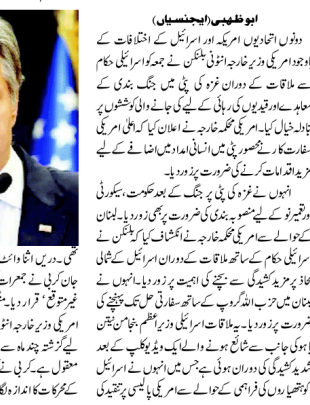 ابوظہبی (ایجنسیاں)
دونوں اتحادیوں امریکہ اور اسرائیل کے اختلافات کے
باوجود امریکی وزیر خارجہ انٹونی بلنکن نے جمعہ کو اسرائیلی حکام
سے ملاقات کے دوران غزہ کی پٹی میں جنگ بندی کے
معاہدے اور قیدیوں کی رہائی کے لیے کی جانے والی کوششوں پر
تبادلہ خیال کیا۔ امریکی محکمہ خارجہ نے اعلان کیا کہ اعلیٰ امریکی
سفارت کار نے محصور پٹی میں انسانی امداد میں اضافے کے لیے
مزید اقدامات کرنے کی ضرورت پر زور دیا۔
انہوں نے غزہ کی پٹی پر جنگ کے بعد حکومت، سیکورٹی
اور تعمیر نو کے لیے منصوبہ بندی کی ضرورت پر بھی زور دیا۔ لبنان
کے حوالے سے امریکی محکمہ خارجہ نے انکشاف کیا کہ بلنکن نے
اسرائیلی حکام کے ساتھ ملاقات کے دوران اسرائیل کے شمالی
محاذ پر مزید کشیدگی سے بچنے کی اہمیت پر زور دیا۔ انہوں نے
لبنان میں حزب اللہ گروپ کے ساتھ سفارتی حل تک پہنچنے کی
ضرورت پر زور دیا۔ یہ ملاقات اسرائیلی وزیر اعظم بنجامن نیتن
یاہو کی جانب سے شائع ہونے والے ایک ویڈیو کلپ کے بعد
شدید کشیدگی کے دوران ہوئی ہے جس میں انہوں نے اسرائیل
کو ہتھیاروں کی فراہمی کے حوالے سے امریکی پالیسی پر تنقید کی
تھی۔ دریں اثنا وائٹ
جان کربی نے جمعرات
غیر متوقع" قرار دیا۔
امریکی وزیر خارجہ انٹو
لیے گزشتہ چند ماہ سے
معقول ہے کربی نے
کے محرکات کا اندازہ لگا